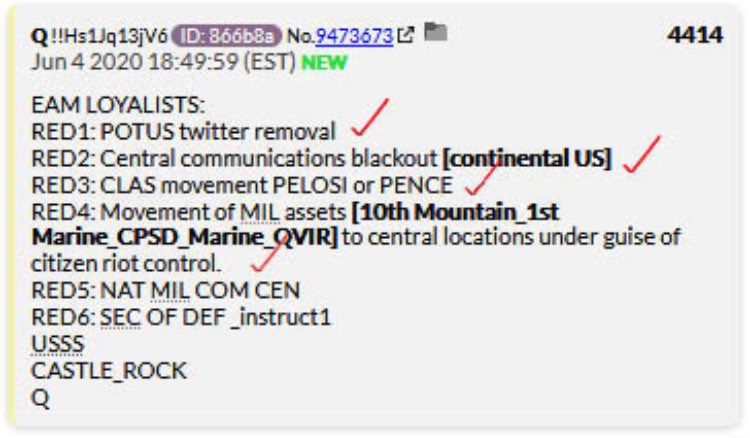 Q !!Hs1Jq13jV6 ID: 866b8a No.9473673 4414
Jun 4 2020 18:49:59 (EST) NEW
EAM LOYALISTS:
RED1: POTUS twitter removal
RED2: Central communications blackout [continental US]
RED3: CLAS movement PELOSI or PENCE
RED4: Movement of MIL assets [10th Mountain_1st
Marine_CPSD_Marine_QVIR] to central locations under guise of
citizen riot control.
RED5: NAT MIL COM CEN
RED6: SEC OF DEF _instruct1
USSS
CASTLE_ROCK
Q